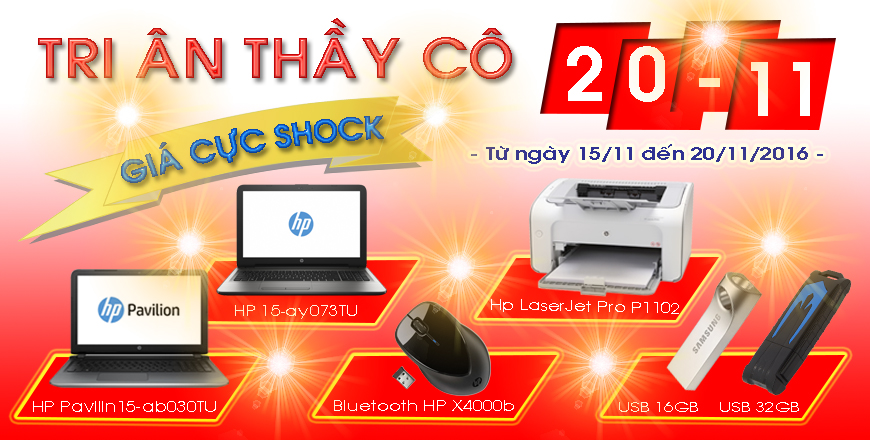 TRI ÂN THẦY CÔ
20-11
GIÁ CỰC SHOCK
- Từ ngày 15/11 đến 20/11/2016 -
hp
HP 15-ay073TU
hp
Hp LaserJet Pro P1102
hp Pavilion
HP Pavilin15-ab030TU
hp
Bluetooth HP X4000b
SAMSUNG
USB 16GB
USB 32GB